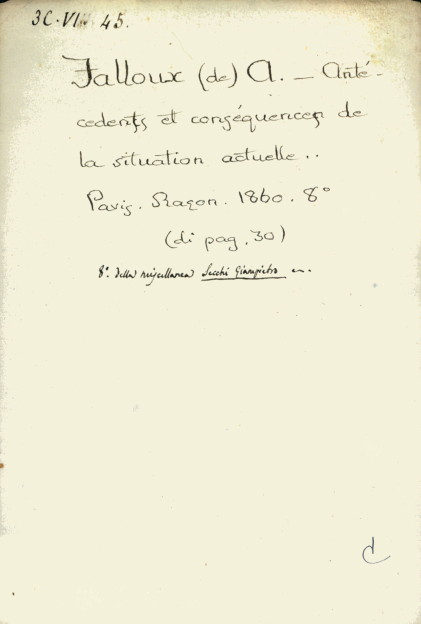 3C. VI. 45.
Falloux (de) A. — Anté-
cedents et conséquences de
la situation actuelle..
Paris. Raçon. 1860. 8°
(di pag. 30)
8°. della miscellanea Secchi Giampietro